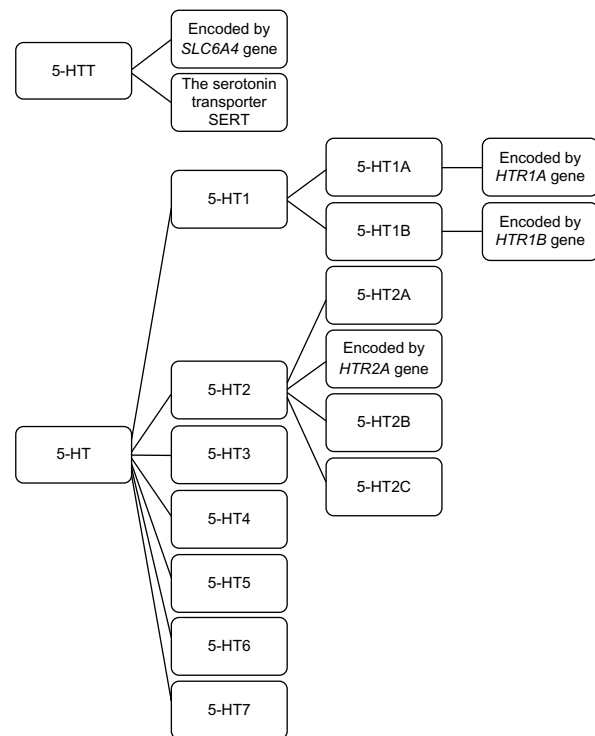 5-HTT
Encoded by
SLC6A4 gene
The serotonin
transporter
SERT
5-HT
5-HT1
5-HT1A
Encoded by
HTR1A gene
5-HT1B
Encoded by
HTR1B gene
5-HT2
5-HT2A
Encoded by
HTR2A gene
5-HT2B
5-HT2C
5-HT3
5-HT4
5-HT5
5-HT6
5-HT7